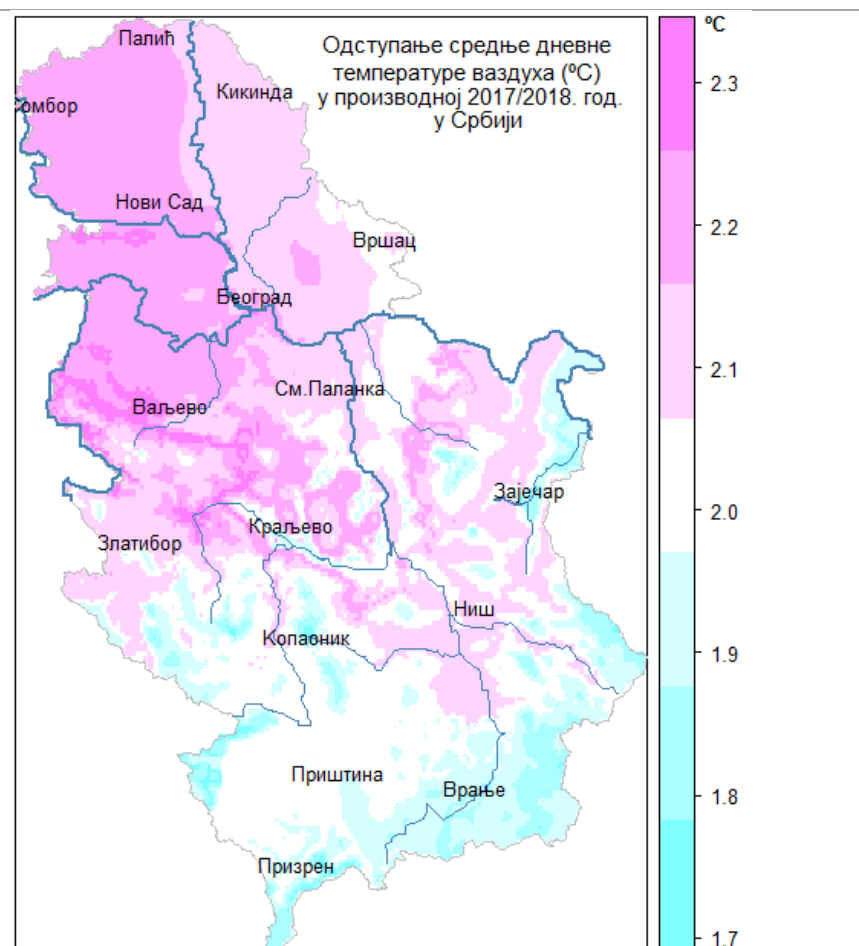 Одступање средње дневне
температуре ваздуха (ºC)
у производној 2017/2018. год.
у Србији
ºC
2.3
2.2
2.1
2.0
1.9
1.8
1.7
Палић
Кикинда
омбор
Нови Сад
Вршац
Београд
См.Паланка
Ваљево
Зајечар
Краљево
Златибор
Ниш
Копаоник
Приштина
Врање
Призрен